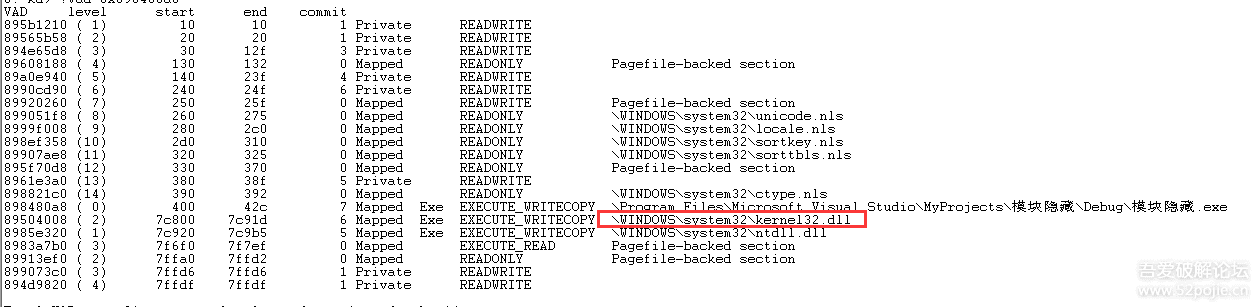 VAD     level      start      end    commit
895b1210 ( 1)         10       10         1 Private      READWRITE
89565b58 ( 2)         20       20         1 Private      READWRITE
894e65d8 ( 3)         30      12f         3 Private      READWRITE
89608188 ( 4)        130      132         0 Mapped       READONLY           Pagefile-backed section
89a0e940 ( 5)        140      23f         4 Private      READWRITE
8990cd90 ( 6)        240      24f         6 Private      READWRITE
89920260 ( 7)        250      25f         0 Mapped       READWRITE          Pagefile-backed section
899051f8 ( 8)        260      275         0 Mapped       READONLY           \WINDOWS\system32\unicode.nls
8999f008 ( 9)        280      2c0         0 Mapped       READONLY           \WINDOWS\system32\locale.nls
898ef358 (10)        2d0      310         0 Mapped       READONLY           \WINDOWS\system32\sortkey.nls
89907ae8 (11)        320      325         0 Mapped       READONLY           \WINDOWS\system32\sorttbls.nls
895f70d8 (12)        330      370         0 Mapped       READONLY           Pagefile-backed section
8961e3a0 (13)        380      38f         5 Private      READWRITE
898821c0 (14)        390      392         0 Mapped       READONLY           \WINDOWS\system32\ctype.nls
898480a8 ( 0)        400      42c         7 Mapped  Exe  EXECUTE_WRITECOPY  \Program Files\Microsoft Visual Studio\MyProjects\模块隐藏\Debug\模块隐藏.exe
89504008 ( 2)      7c800    7c91d         6 Mapped  Exe  EXECUTE_WRITECOPY  \WINDOWS\system32\kernel32.dll
8985e320 ( 1)      7c920    7c9b5         5 Mapped  Exe  EXECUTE_WRITECOPY  \WINDOWS\system32\ntdll.dll
8983a7b0 ( 3)      7f6f0    7f7ef         0 Mapped       EXECUTE_READ       Pagefile-backed section
89913ef0 ( 2)      7ffa0    7ffd2         0 Mapped       READONLY           Pagefile-backed section
899073c0 ( 3)      7ffd6    7ffd6         1 Private      READWRITE
894d9820 ( 4)      7ffdf    7ffdf         1 Private      READWRITE
吾爱破解论坛
www.52pojie.cn